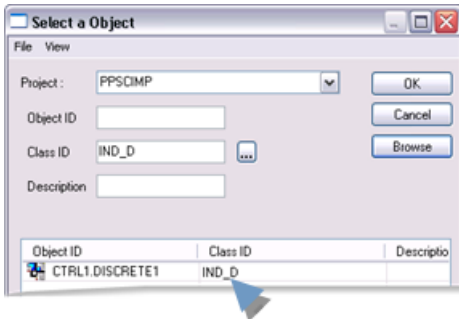 Select a Object
File View
Project : PPSCIMP OK
Object ID Cancel
Class ID IND_D ... Browse
Description
Object ID Class ID Descriptio
CTRL1.DISCRETE1 IND_D